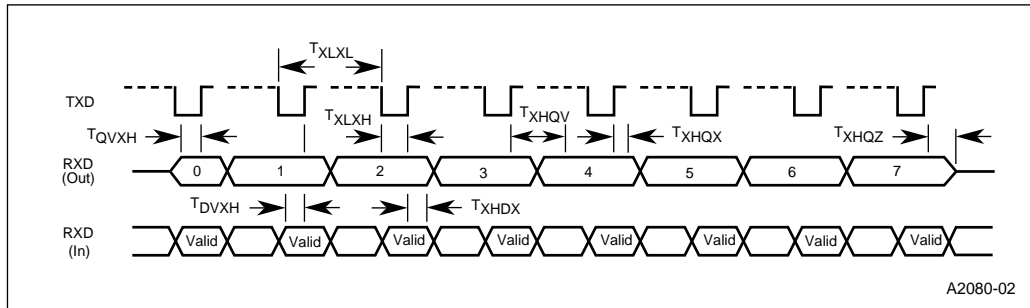 TXLXL
TXD
TQVXH TXLXH TXHQV TXHQX TXHQZ
RXD (Out) 0 1 2 3 4 5 6 7
TDVXH TXHDX
RXD (In) Valid Valid Valid Valid Valid Valid Valid Valid
A2080-02